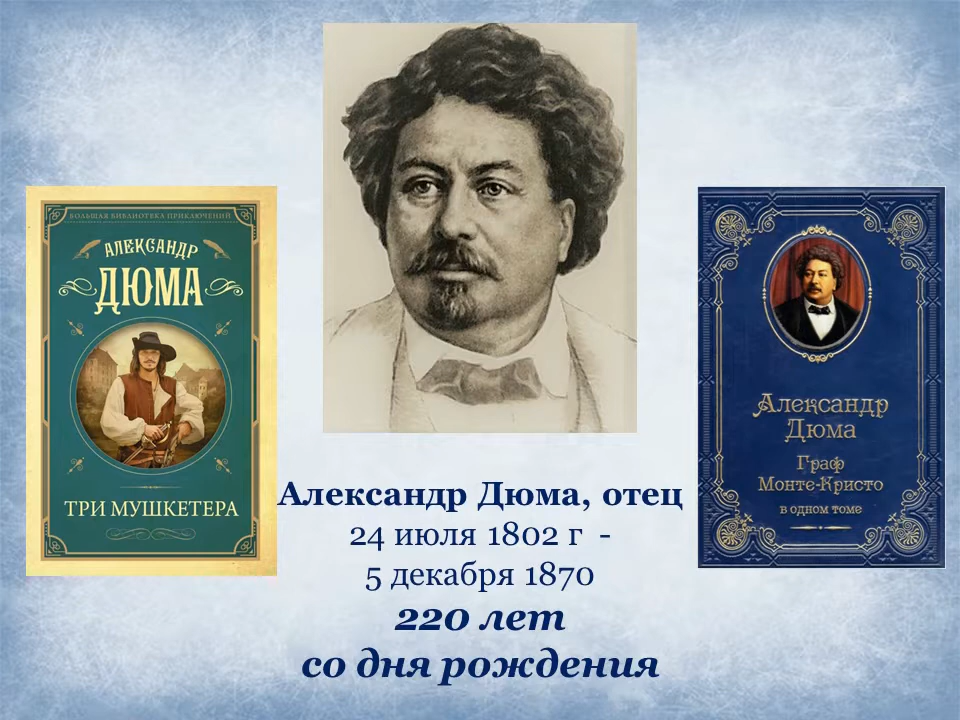 БОЛЬШАЯ БИБЛИОТЕКА ПРИКЛЮЧЕНИЙ
АЛЕКСАНДР
ДЮМА
ТРИ МУШКЕТЕРА
Александр
Дюма
Граф
Монте-Кристо
в одном томе
Александр Дюма, отец
24 июля 1802 г -
5 декабря 1870
220 лет
со дня рождения